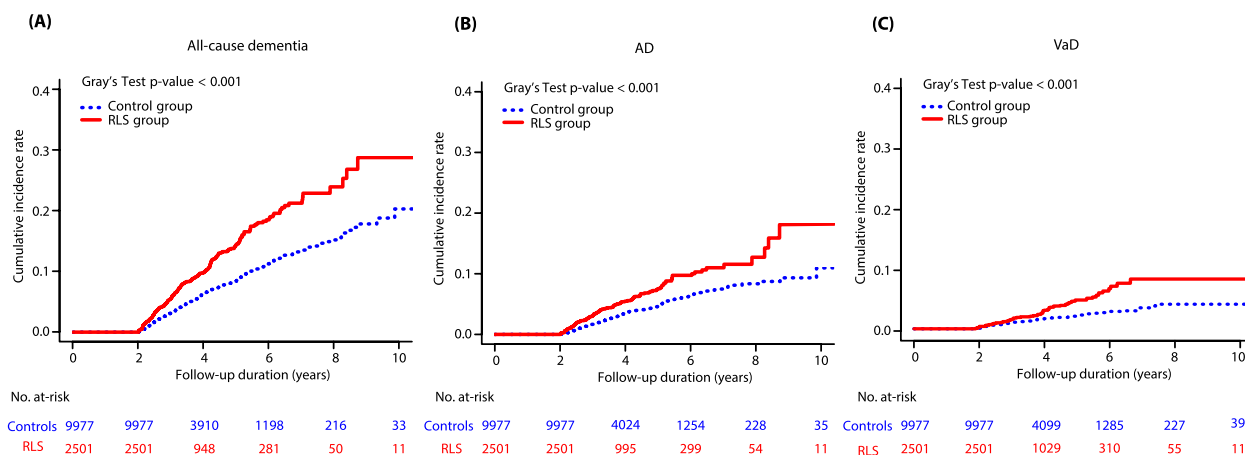 (A)
All-cause dementia
Gray's Test p-value < 0.001
Control group
RLS group
Cumulative incidence rate
0.4
0.3
0.2
0.1
0.0
0 2 4 6 8 10
Follow-up duration (years)
No. at-risk
Controls 9977 9977 3910 1198 216 33
RLS 2501 2501 948 281 50 11
(B)
AD
Gray's Test p-value < 0.001
Control group
RLS group
Cumulative incidence rate
0.4
0.3
0.2
0.1
0.0
0 2 4 6 8 10
Follow-up duration (years)
No. at-risk
Controls 9977 9977 4024 1254 228 35
RLS 2501 2501 995 299 54 11
(C)
VaD
Gray's Test p-value < 0.001
Control group
RLS group
Cumulative incidence rate
0.4
0.3
0.2
0.1
0.0
0 2 4 6 8 10
Follow-up duration (years)
No. at-risk
Controls 9977 9977 4099 1285 227 39
RLS 2501 2501 1029 310 55 11